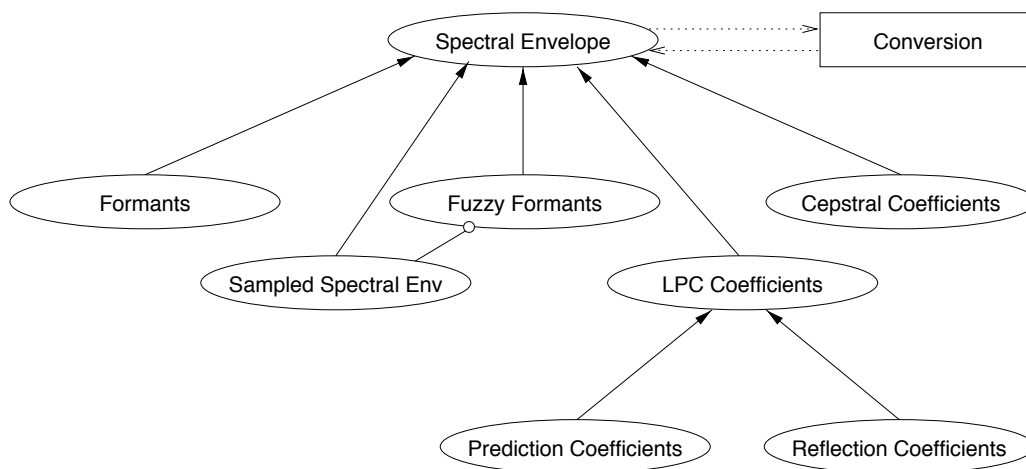 Spectral Envelope
Conversion
Formants
Fuzzy Formants
Cepstral Coefficients
Sampled Spectral Env
LPC Coefficients
Prediction Coefficients
Reflection Coefficients